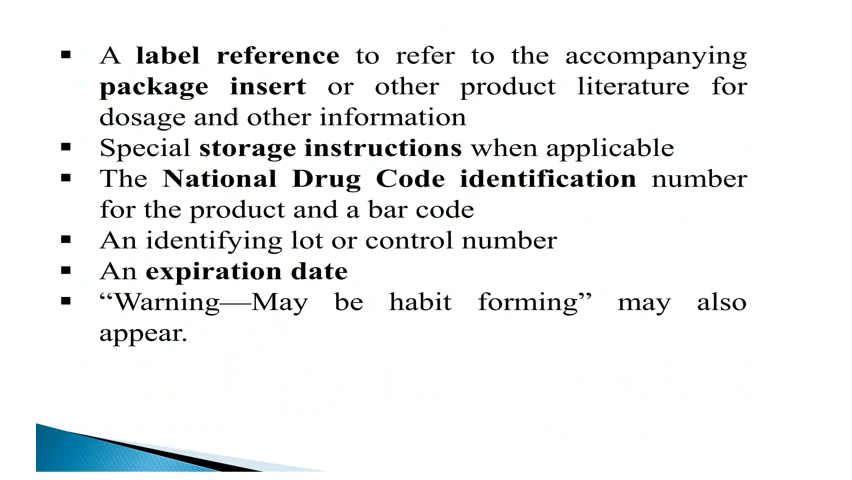 ▪ A label reference to refer to the accompanying
package insert or other product literature for
dosage and other information
▪ Special storage instructions when applicable
▪ The National Drug Code identification number
for the product and a bar code
▪ An identifying lot or control number
▪ An expiration date
▪ “Warning—May be habit forming” may also
appear.